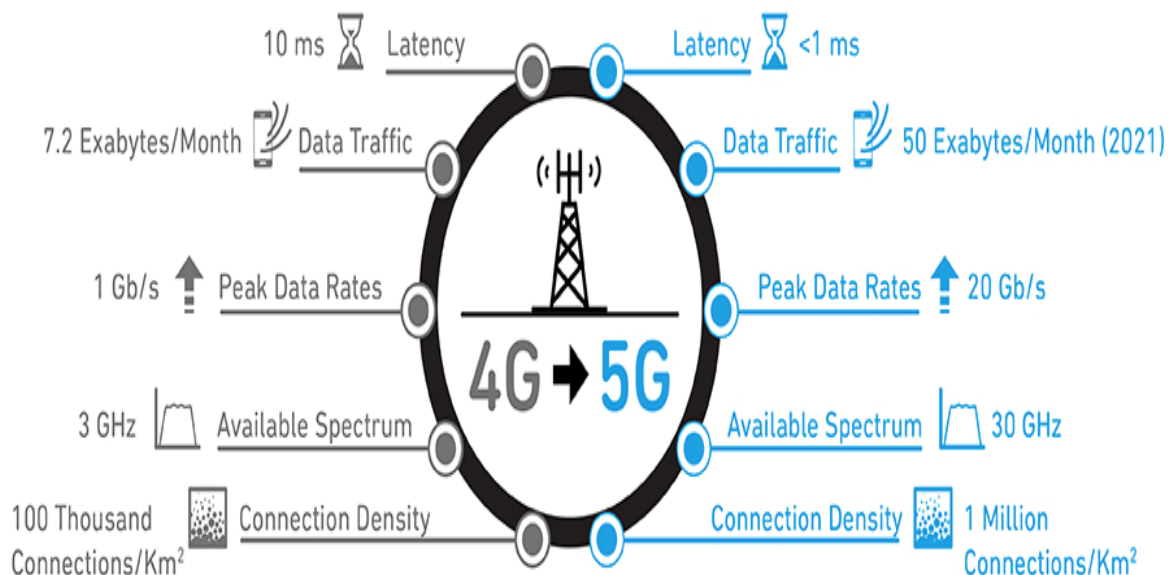 10 ms Latency
7.2 Exabytes/Month Data Traffic
1 Gb/s Peak Data Rates
3 GHz Available Spectrum
100 Thousand
Connections/Km² Connection Density
4G 5G
Latency <1 ms
Data Traffic 50 Exabytes/Month (2021)
Peak Data Rates 20 Gb/s
Available Spectrum 30 GHz
Connection Density 1 Million
Connections/Km²